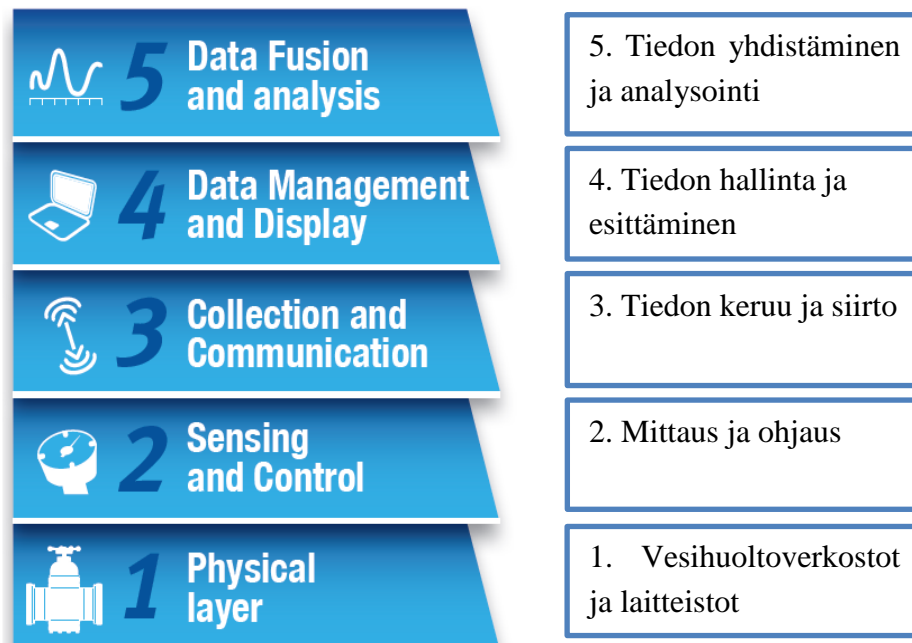 5 Data Fusion
and analysis
5. Tiedon yhdistäminen
ja analysointi
4 Data Management
and Display
4. Tiedon hallinta ja
esittäminen
3 Collection and
Communication
3. Tiedon keruu ja siirto
2 Sensing
and Control
2. Mittaus ja ohjaus
1 Physical
layer
1. Vesihuoltoverkostot
ja laitteistot